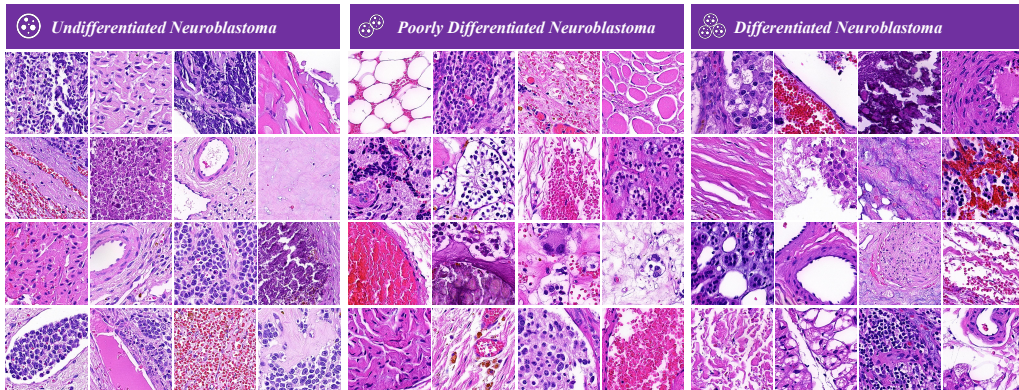 Undifferentiated Neuroblastoma
Poorly Differentiated Neuroblastoma
Differentiated Neuroblastoma